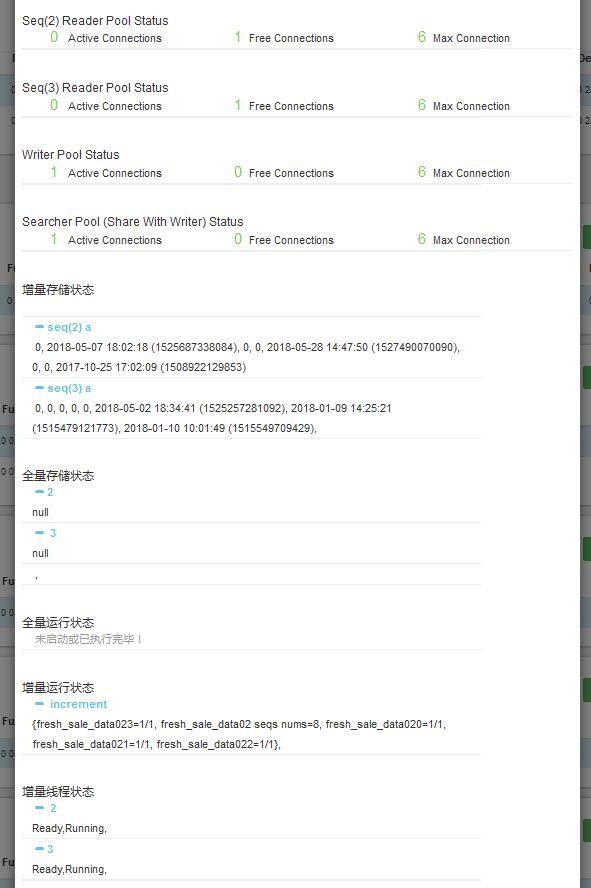 Seq(2) Reader Pool Status
0 Active Connections 1 Free Connections 6 Max Connection
Seq(3) Reader Pool Status
0 Active Connections 1 Free Connections 6 Max Connection
Writer Pool Status
1 Active Connections 0 Free Connections 6 Max Connection
Searcher Pool (Share With Writer) Status
1 Active Connections 0 Free Connections 6 Max Connection
增量存储状态
seq(2) a
0, 2018-05-07 18:02:18 (1525687338084), 0, 0, 2018-05-28 14:47:50 (1527490070090),
0, 0, 2017-10-25 17:02:09 (1508922129853)
seq(3) a
0, 0, 0, 0, 0, 2018-05-02 18:34:41 (1525257281092), 2018-01-09 14:25:21
(1515479121773), 2018-01-10 10:01:49 (1515549709429),
全量存储状态
2
null
3
null
,
全量运行状态
未启动或已执行完毕！
增量运行状态
increment
{fresh_sale_data023=1/1, fresh_sale_data02 seqs nums=8, fresh_sale_data020=1/1,
fresh_sale_data021=1/1, fresh_sale_data022=1/1},
增量线程状态
2
Ready,Running,
3
Ready,Running,